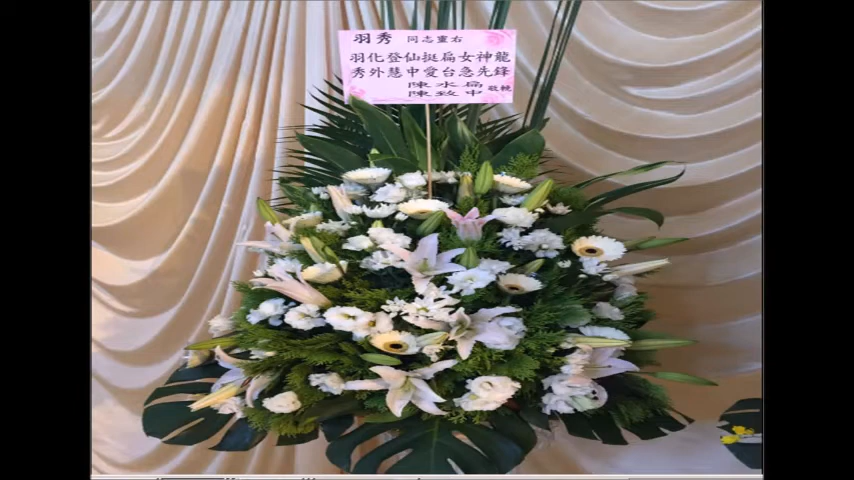 羽秀 同志靈右
羽化登仙挺扁女神龍
秀外慧中愛台急先鋒
陳水扁
陳致中 敬輓